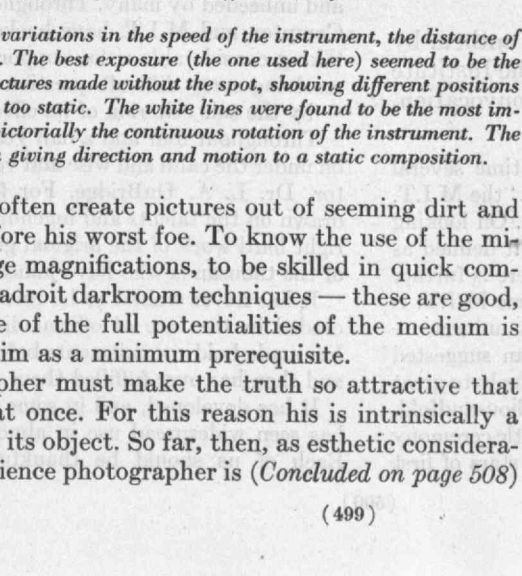 variations in the speed of the instrument, the distance of
The best exposure (the one used here) seemed to be the
ctures made without the spot, showing different positions
too static. The white lines were found to be the most im-
ictorially the continuous rotation of the instrument. The
giving direction and motion to a static composition.
often create pictures out of seeming dirt and
fore his worst foe. To know the use of the mi-
ge magnifications, to be skilled in quick com-
adroit darkroom techniques — these are good,
e of the full potentialities of the medium is
im as a minimum prerequisite.
pher must make the truth so attractive that
at once. For this reason his is intrinsically a
its object. So far, then, as esthetic considera-
ience photographer is (Concluded on page 508)
(499)